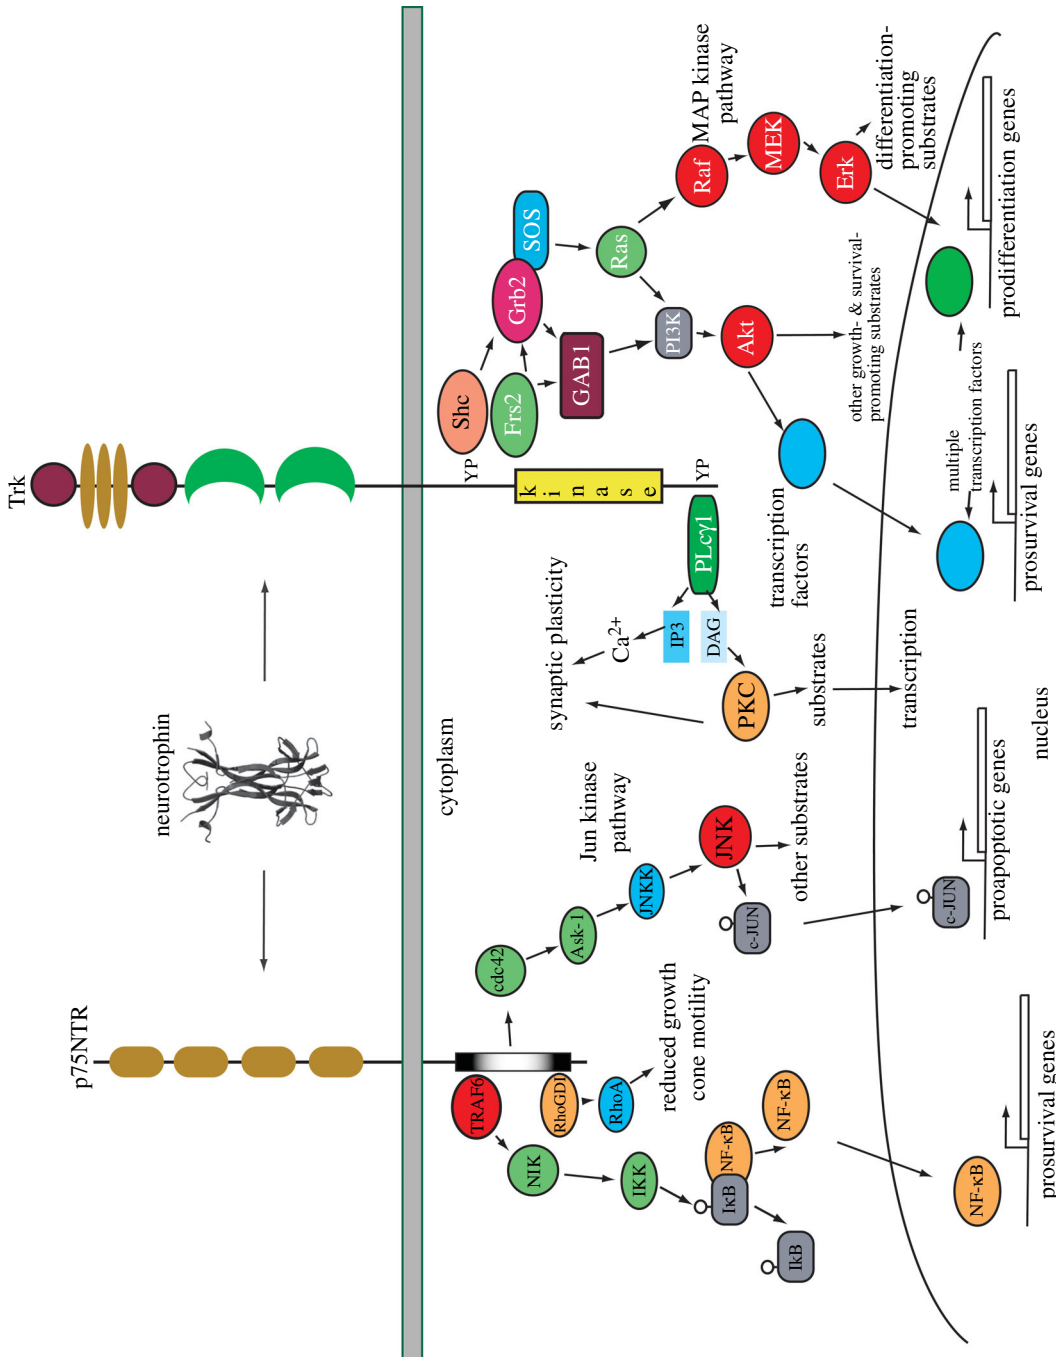 neurotrophin
p75NTR
Trk
cytoplasm
TRAF6
NIK
IKK
IκB
NF-κB
NF-κB
IkB
NF-κB
prosurvival genes
RhoGDI
RhoA
reduced growth
cone motility
cdc42
Ask-1
JNKK
Jun kinase
pathway
JNK
c-JUN
other substrates
c-JUN
proapoptotic genes
nucleus
synaptic plasticity
Ca2+
IP3
DAG
PLcγ1
PKC
substrates
transcription
YP
kinase
YP
Shc
Frs2
Grb2
SOS
GAB1
Ras
PI3K
Akt
transcription
factors
other growth- & survival-
promoting substrates
Raf
MAP kinase
pathway
MEK
Erk
differentiation-
promoting
substrates
multiple
transcription factors
prosurvival genes
prodifferentiation genes